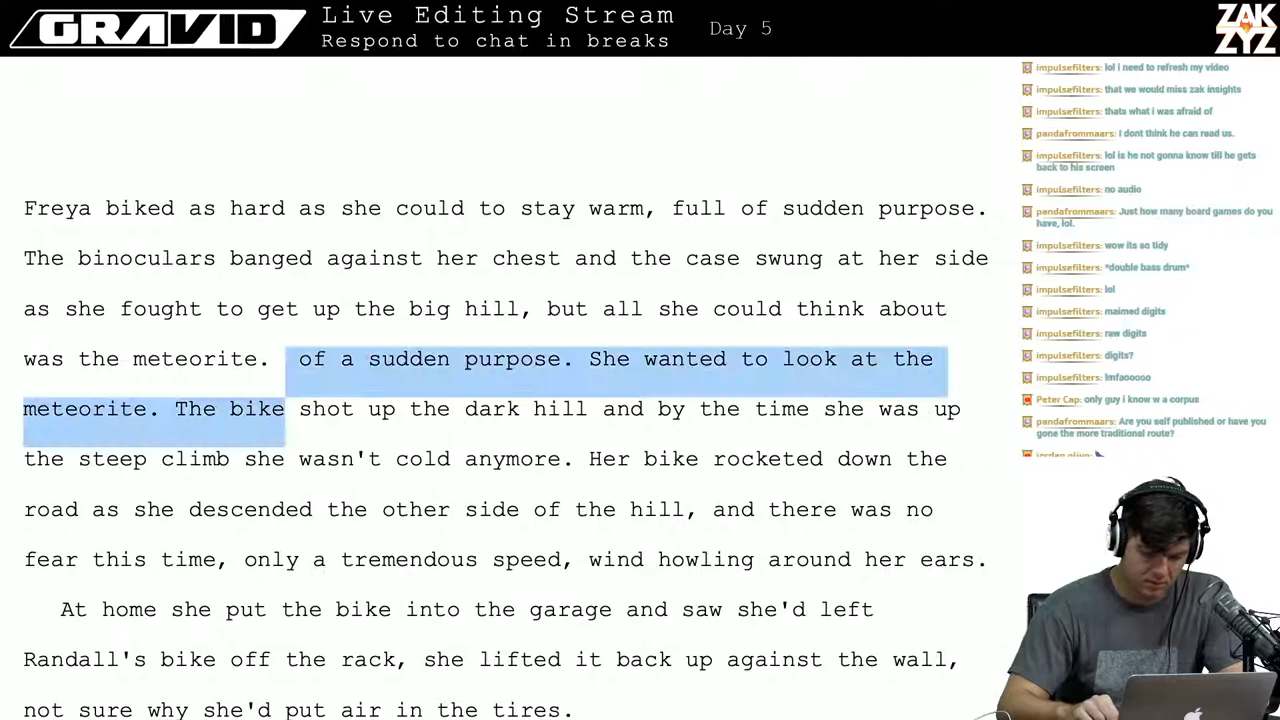 GRAVID
Live Editing Stream
Respond to chat in breaks
Day 5
ZAK
ZYZ
Freya biked as hard as she could to stay warm, full of sudden purpose.
The binoculars banged against her chest and the case swung at her side
as she fought to get up the big hill, but all she could think about
was the meteorite. of a sudden purpose. She wanted to look at the
meteorite. The bike shot up the dark hill and by the time she was up
the steep climb she wasn't cold anymore. Her bike rocketed down the
road as she descended the other side of the hill, and there was no
fear this time, only a tremendous speed, wind howling around her ears.
At home she put the bike into the garage and saw she'd left
Randall's bike off the rack, she lifted it back up against the wall,
not sure why she'd put air in the tires.
impulsefilters: lol i need to refresh my video
impulsefilters: that we would miss zak insights
impulsefilters: thats what i was afraid of
pandafrommaars: I dont think he can read us.
impulsefilters: lol is he not gonna know till he gets
back to his screen
impulsefilters: no audio
pandafrommaars: Just how many board games do you
have, lol.
impulsefilters: wow its so tidy
impulsefilters: *double bass drum*
impulsefilters: lol
impulsefilters: maimed digits
impulsefilters: raw digits
impulsefilters: digits?
impulsefilters: lmfaooooo
Peter Cap: only guy i know w a corpus
pandafrommaars: Are you self published or have you
gone the more traditional route?